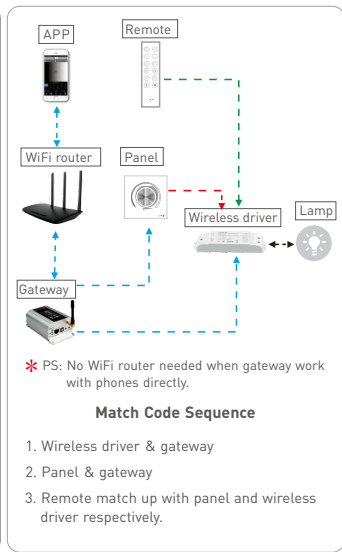 APP
Remote
WiFi router
Panel
Wireless driver
Lamp
Gateway
* PS: No WiFi router needed when gateway work
with phones directly.
Match Code Sequence
1. Wireless driver & gateway
2. Panel & gateway
3. Remote match up with panel and wireless
driver respectively.